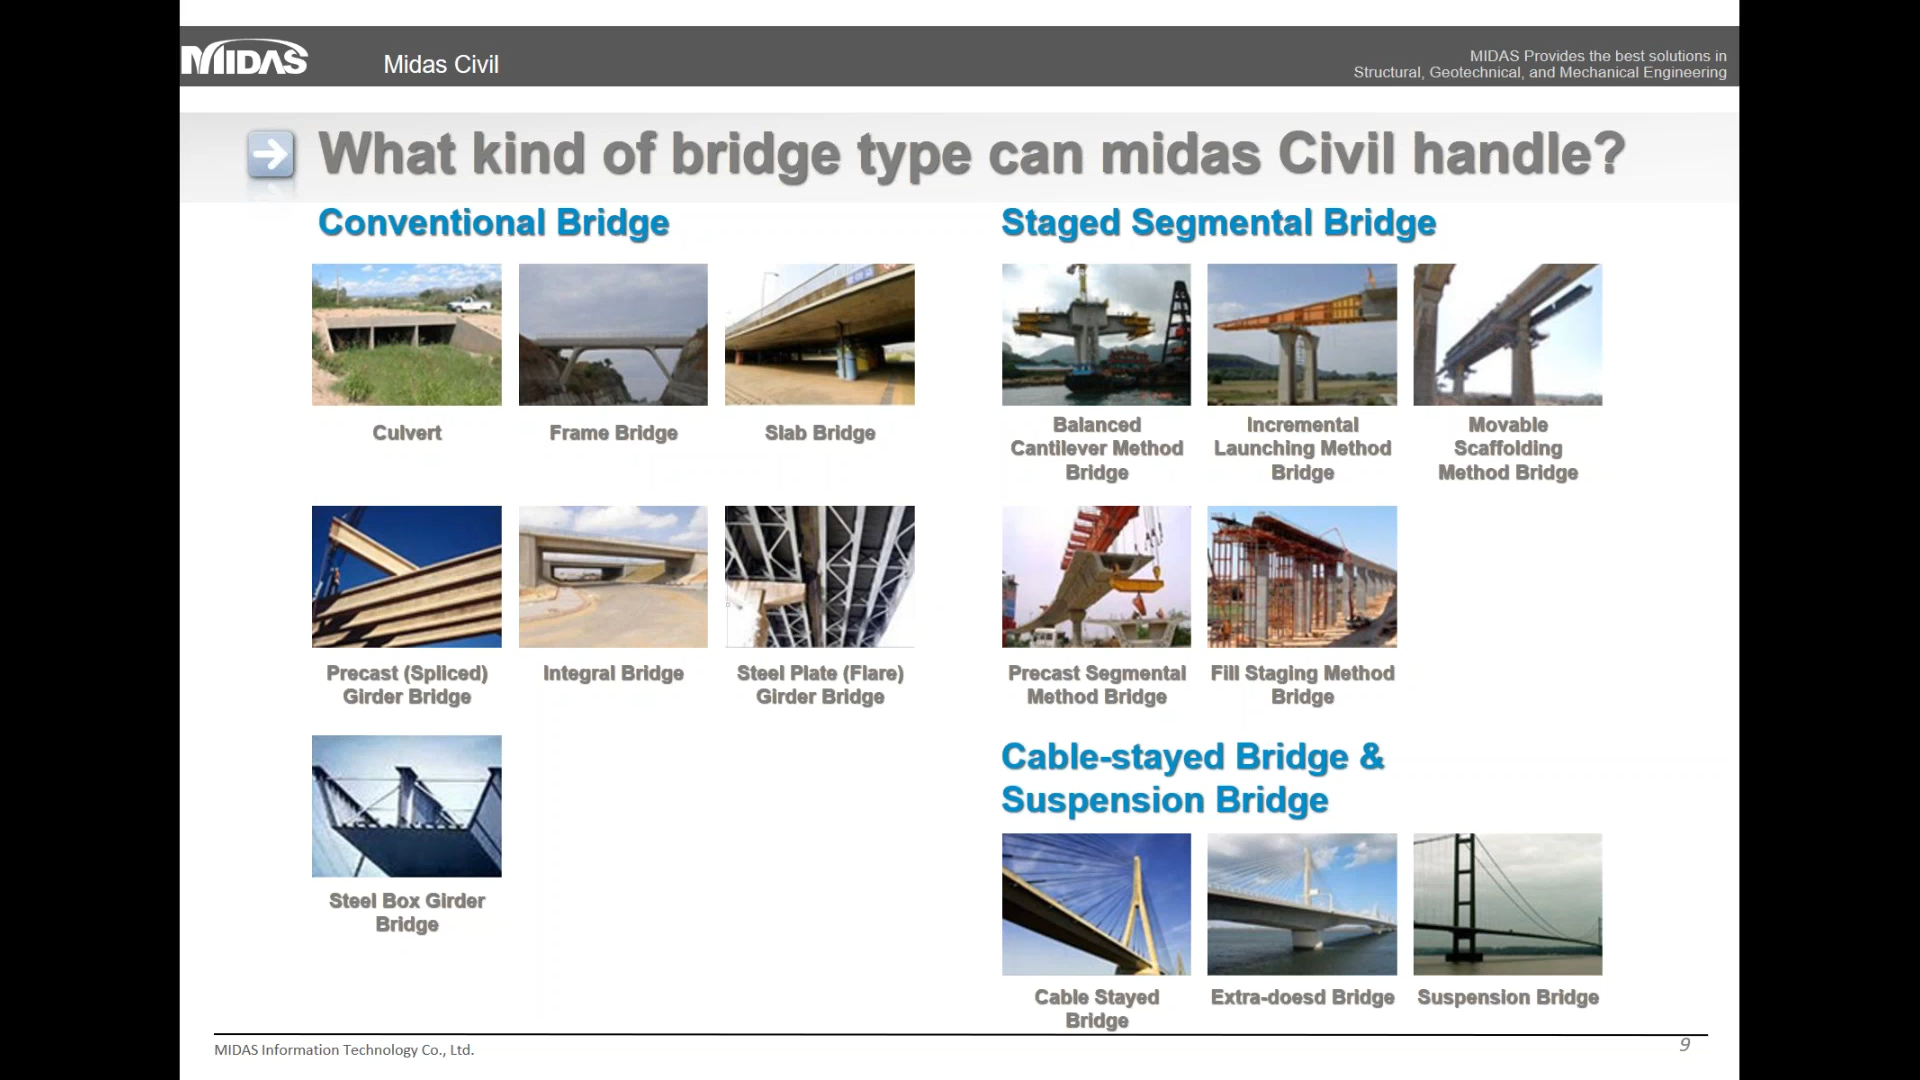 MIDAS
Midas Civil
MIDAS Provides the best solutions in
Structural, Geotechnical, and Mechanical Engineering
What kind of bridge type can midas Civil handle?
Conventional Bridge
Culvert
Frame Bridge
Slab Bridge
Precast (Spliced)
Girder Bridge
Integral Bridge
Steel Plate (Flare)
Girder Bridge
Steel Box Girder
Bridge
Staged Segmental Bridge
Balanced
Cantilever Method
Bridge
Incremental
Launching Method
Bridge
Movable
Scaffolding
Method Bridge
Precast Segmental
Method Bridge
Fill Staging Method
Bridge
Cable-stayed Bridge &
Suspension Bridge
Cable Stayed
Bridge
Extra-doesd Bridge
Suspension Bridge
MIDAS Information Technology Co., Ltd.
9